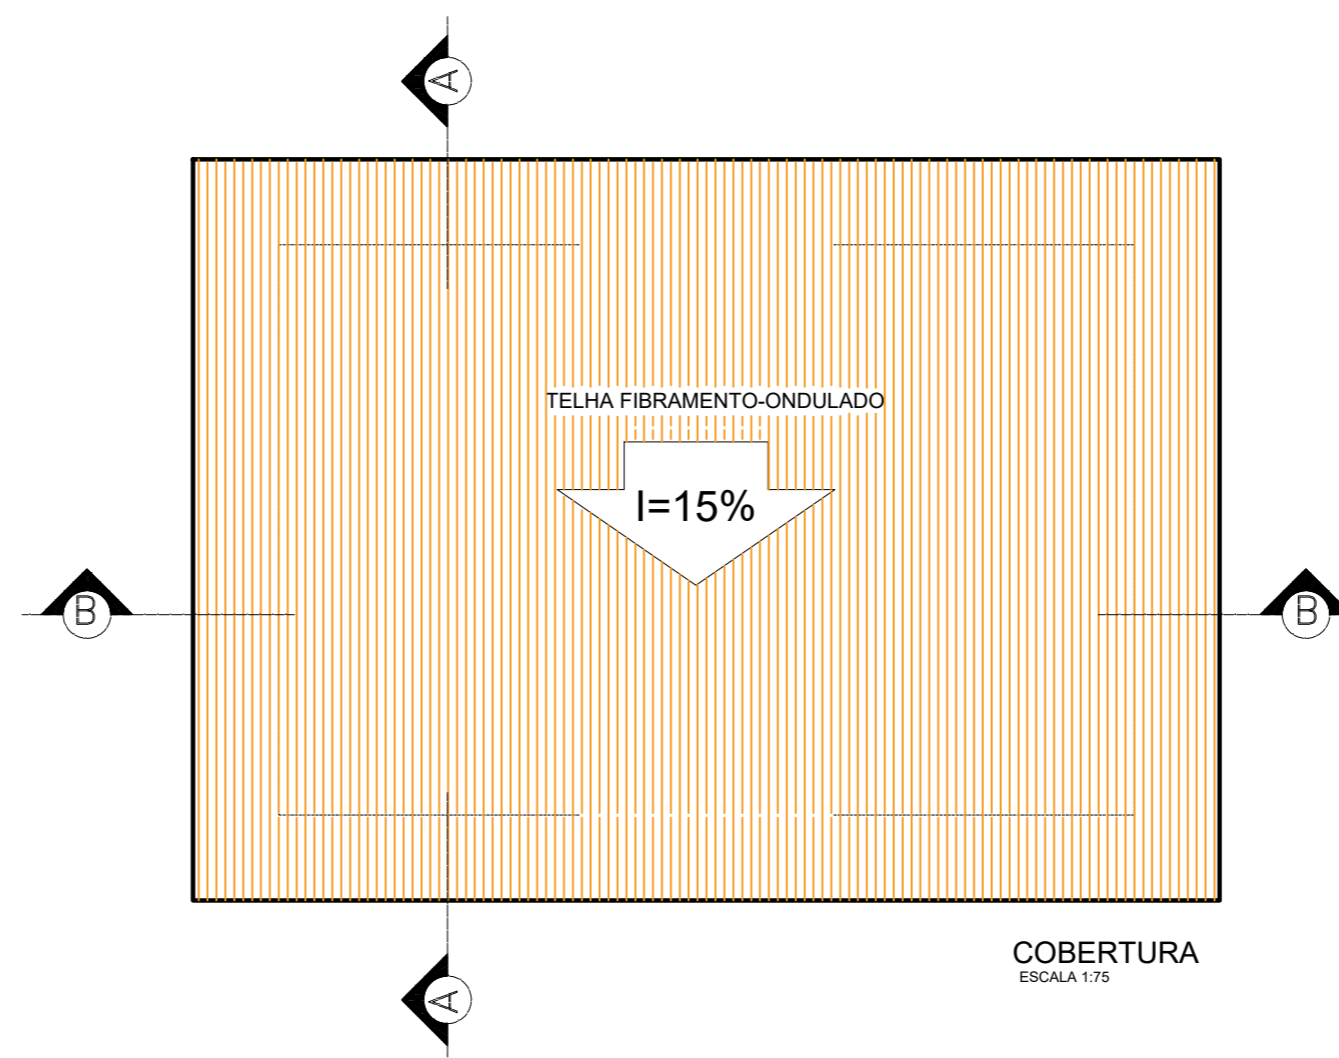 A
TELHA FIBRAMENTO-ONDULADO
I=15%
B
B
COBERTURA
ESCALA 1:75
A